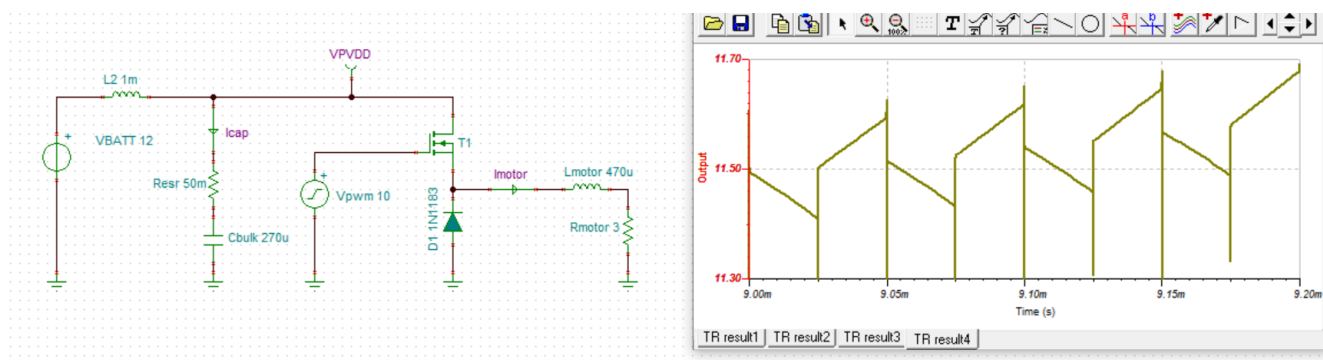 VPVDD
L2 1m
VBATT 12
Icap
T1
Resr 50m
Vpwm 10
Imotor
Lmotor 470u
Cbulk 270u
D1 1N1183
Rmotor 3
100%
T
a
b
11.70
Output
11.50
11.30
9.00m
9.05m
9.10m
9.15m
9.20m
Time (s)
TR result1
TR result2
TR result3
TR result4